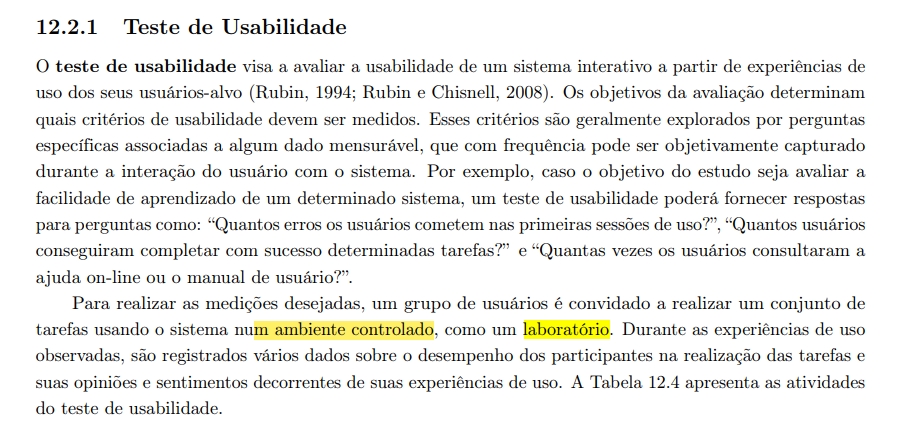 12.2.1 Teste de Usabilidade
O teste de usabilidade visa a avaliar a usabilidade de um sistema interativo a partir de experiências de
uso dos seus usuários-alvo (Rubin, 1994; Rubin e Chisnell, 2008). Os objetivos da avaliação determinam
quais critérios de usabilidade devem ser medidos. Esses critérios são geralmente explorados por perguntas
específicas associadas a algum dado mensurável, que com frequência pode ser objetivamente capturado
durante a interação do usuário com o sistema. Por exemplo, caso o objetivo do estudo seja avaliar a
facilidade de aprendizado de um determinado sistema, um teste de usabilidade poderá fornecer respostas
para perguntas como: “Quantos erros os usuários cometem nas primeiras sessões de uso?”, “Quantos usuários
conseguiram completar com sucesso determinadas tarefas?” e “Quantas vezes os usuários consultaram a
ajuda on-line ou o manual de usuário?”.
Para realizar as medições desejadas, um grupo de usuários é convidado a realizar um conjunto de
tarefas usando o sistema num ambiente controlado, como um laboratório. Durante as experiências de uso
observadas, são registrados vários dados sobre o desempenho dos participantes na realização das tarefas e
suas opiniões e sentimentos decorrentes de suas experiências de uso. A Tabela 12.4 apresenta as atividades
do teste de usabilidade.